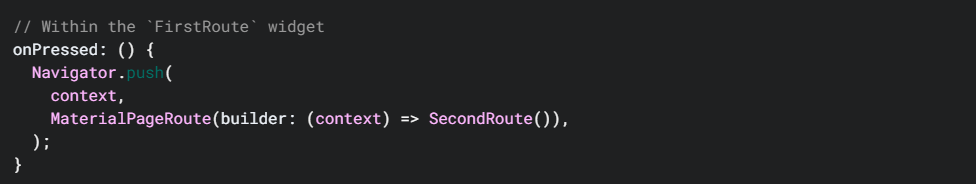 // Within the `FirstRoute` widget
onPressed: () {
  Navigator.push(
    context,
    MaterialPageRoute(builder: (context) => SecondRoute()),
  );
}